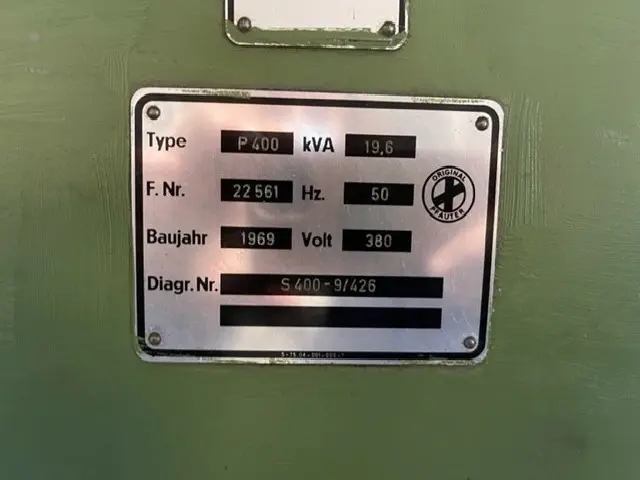 Type P 400 kVA 19,6
F. Nr. 22 561 Hz. 50
ORIGINAL
PFAUTER
Baujahr 1969 Volt 380
Diagr. Nr. S 400-9/426